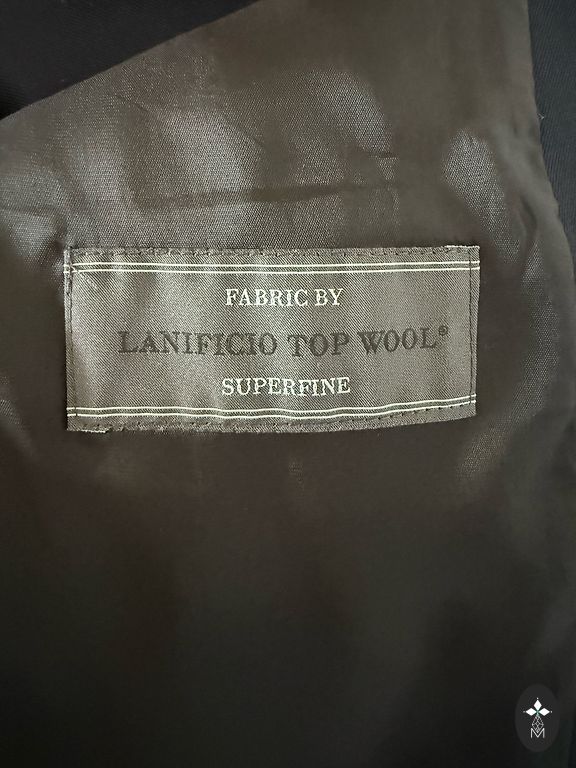 FABRIC BY
LANIFICIO TOP WOOL®
SUPERFINE
M